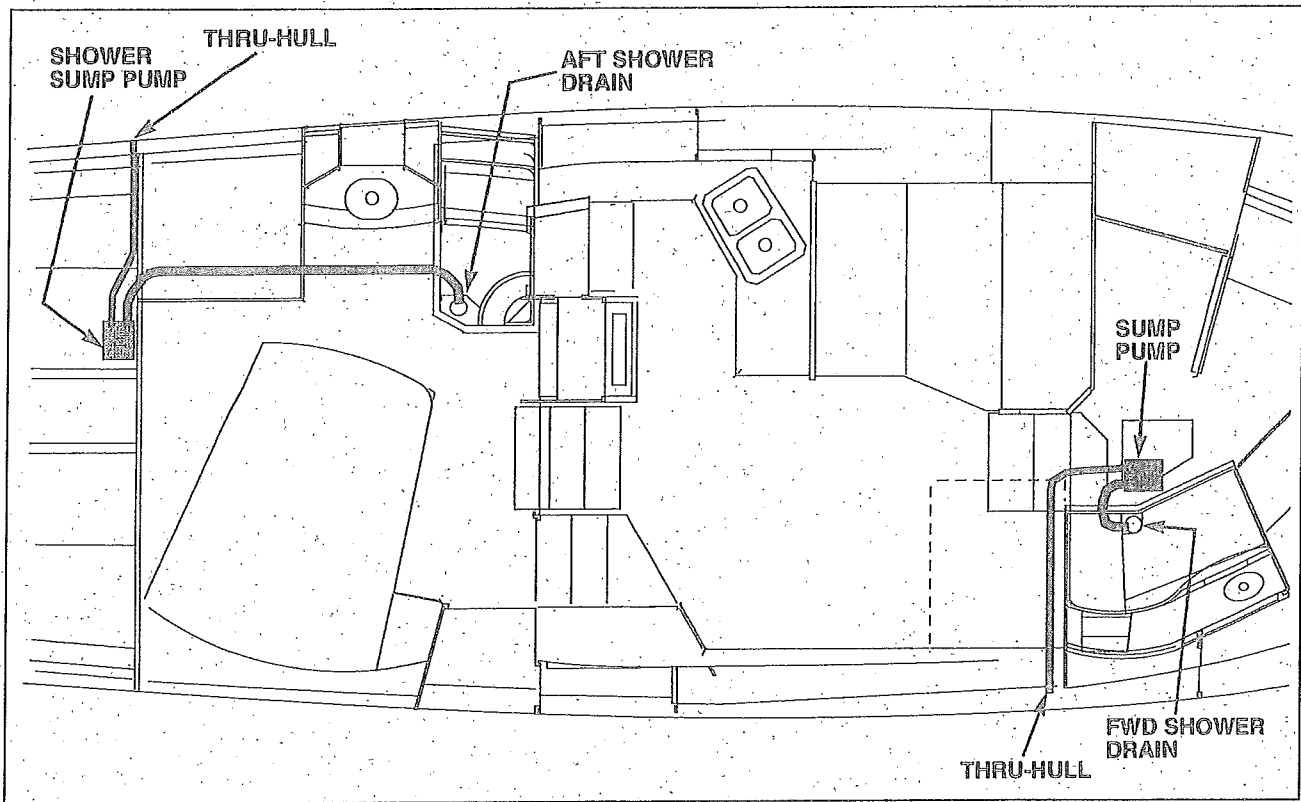 THRU-HULL
SHOWER
SUMP PUMP
AFT SHOWER
DRAIN
SUMP
PUMP
FWD SHOWER
DRAIN
THRU-HULL